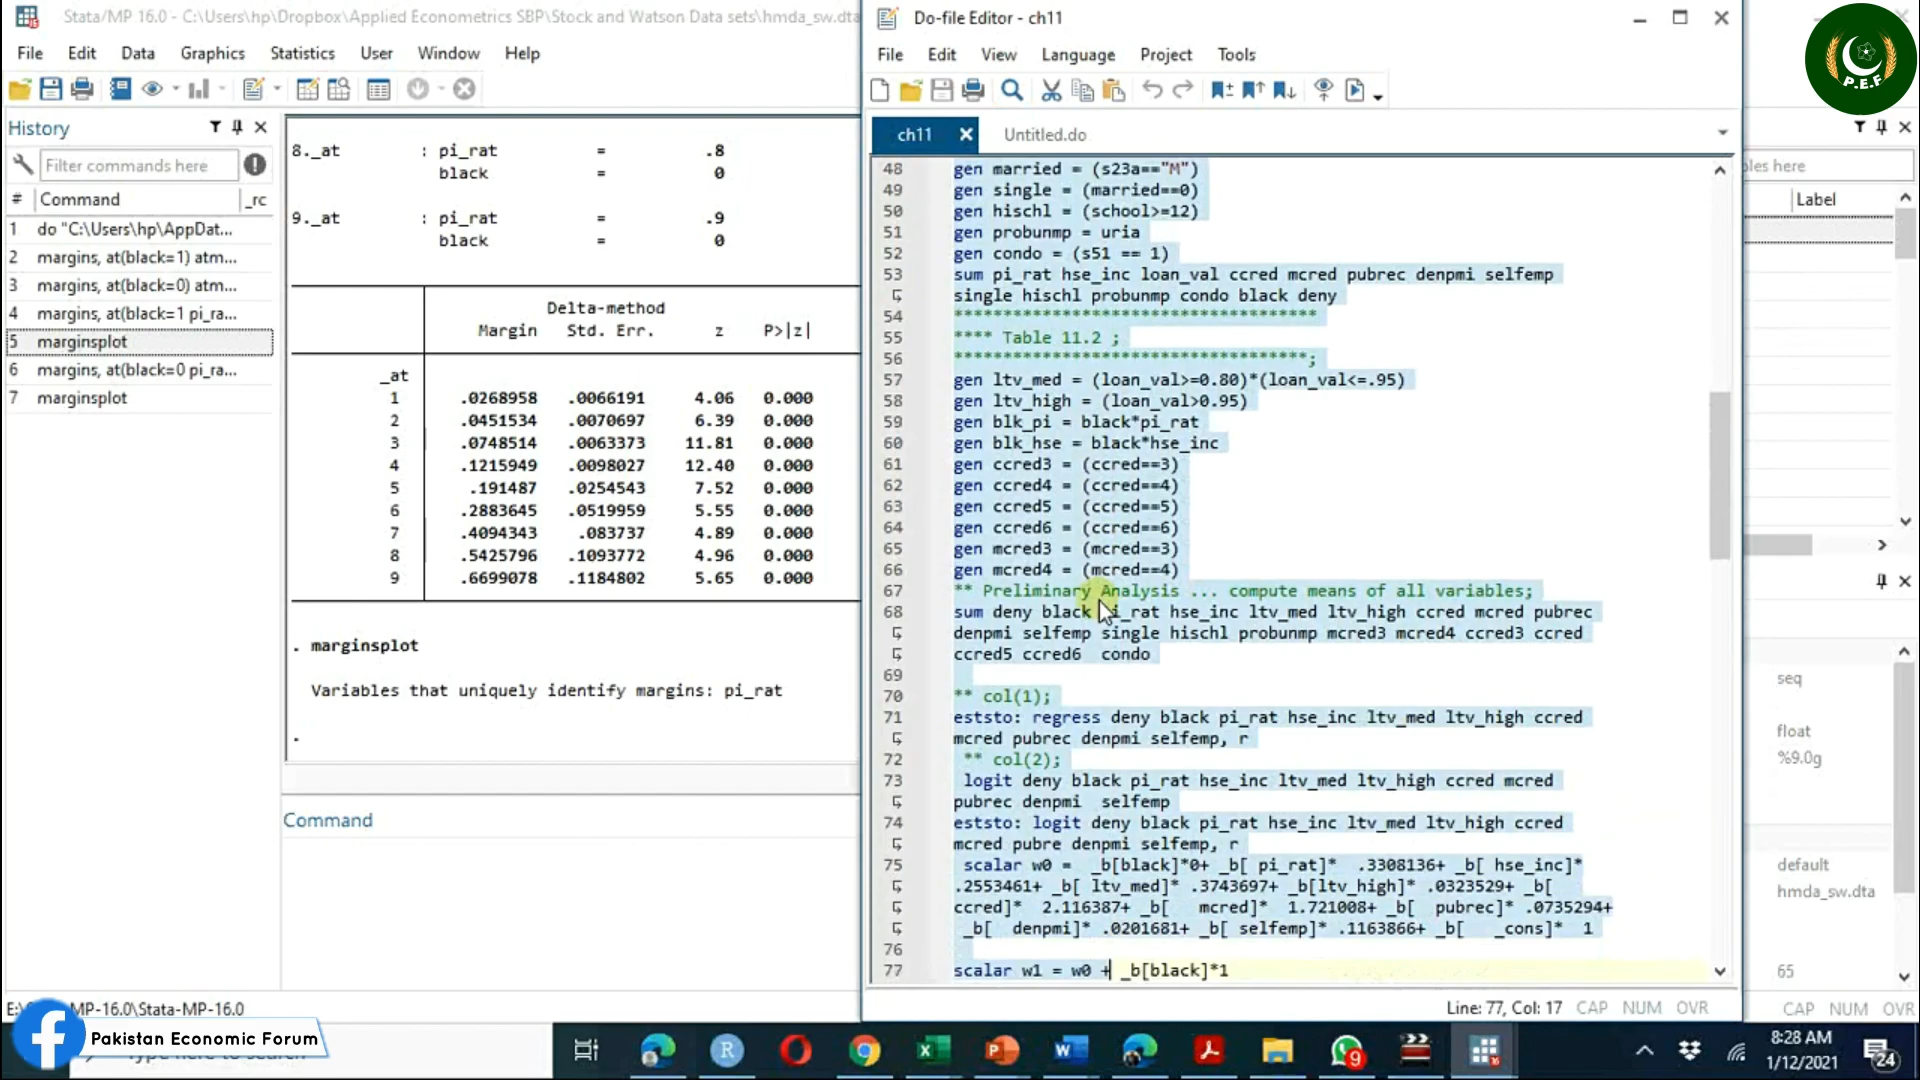 Stata/MP 16.0 - C:\Users\hp\Dropbox\Applied Econometrics SBP\Stock and Watson Data sets\hmda_sw.dta
File Edit Data Graphics Statistics User Window Help
History
Filter commands here
# Command _rc
1 do "C:\Users\hp\AppDat...
2 margins, at(black=1) atm...
3 margins, at(black=0) atm...
4 margins, at(black=1 pi_ra...
5 marginsplot
6 margins, at(black=0 pi_ra...
7 marginsplot
8._at : pi_rat = .8
black = 0
9._at : pi_rat = .9
black = 0
Delta-method
Margin Std. Err. z P>|z|
_at
1 .0268958 .0066191 4.06 0.000
2 .0451534 .0070697 6.39 0.000
3 .0748514 .0063373 11.81 0.000
4 .1215949 .0098027 12.40 0.000
5 .191487 .0254543 7.52 0.000
6 .2883645 .0519959 5.55 0.000
7 .4094343 .083737 4.89 0.000
8 .5425796 .1093772 4.96 0.000
9 .6699078 .1184802 5.65 0.000
. marginsplot
Variables that uniquely identify margins: pi_rat
.
Command
Do-file Editor - ch11
File Edit View Language Project Tools
ch11 Untitled.do
48 gen married = (s23a=="M")
49 gen single = (married==0)
50 gen hischl = (school>=12)
51 gen probunmp = uria
52 gen condo = (s51 == 1)
53 sum pi_rat hse_inc loan_val ccred mcred pubrec denpmi selfemp
single hischl probunmp condo black deny
54 *************************************
55 **** Table 11.2 ;
56 ************************************;
57 gen ltv_med = (loan_val>=0.80)*(loan_val<=.95)
58 gen ltv_high = (loan_val>0.95)
59 gen blk_pi = black*pi_rat
60 gen blk_hse = black*hse_inc
61 gen ccred3 = (ccred==3)
62 gen ccred4 = (ccred==4)
63 gen ccred5 = (ccred==5)
64 gen ccred6 = (ccred==6)
65 gen mcred3 = (mcred==3)
66 gen mcred4 = (mcred==4)
67 ** Preliminary Analysis ... compute means of all variables;
68 sum deny black pi_rat hse_inc ltv_med ltv_high ccred mcred pubrec
denpmi selfemp single hischl probunmp mcred3 mcred4 ccred3 ccred
ccred5 ccred6 condo
69
70 ** col(1);
71 eststo: regress deny black pi_rat hse_inc ltv_med ltv_high ccred
mcred pubrec denpmi selfemp, r
72 ** col(2);
73 logit deny black pi_rat hse_inc ltv_med ltv_high ccred mcred
pubrec denpmi selfemp
74 eststo: logit deny black pi_rat hse_inc ltv_med ltv_high ccred
mcred pubre denpmi selfemp, r
75 scalar w0 = _b[black]*0+ _b[ pi_rat]* .3308136+ _b[ hse_inc]*
.2553461+ _b[ ltv_med]* .3743697+ _b[ltv_high]* .0323529+ _b[
ccred]* 2.116387+ _b[ mcred]* 1.721008+ _b[ pubrec]* .0735294+
_b[ denpmi]* .0201681+ _b[ selfemp]* .1163866+ _b[ _cons]* 1
76
77 scalar w1 = w0 + _b[black]*1
Line: 77, Col: 17 CAP NUM OVR
P.E.F
les here
Label
seq
float
%9.0g
default
hmda_sw.dta
65
CAP NUM OVR
MP-16.0\Stata-MP-16.0
Pakistan Economic Forum
9
8:28 AM
1/12/2021
24